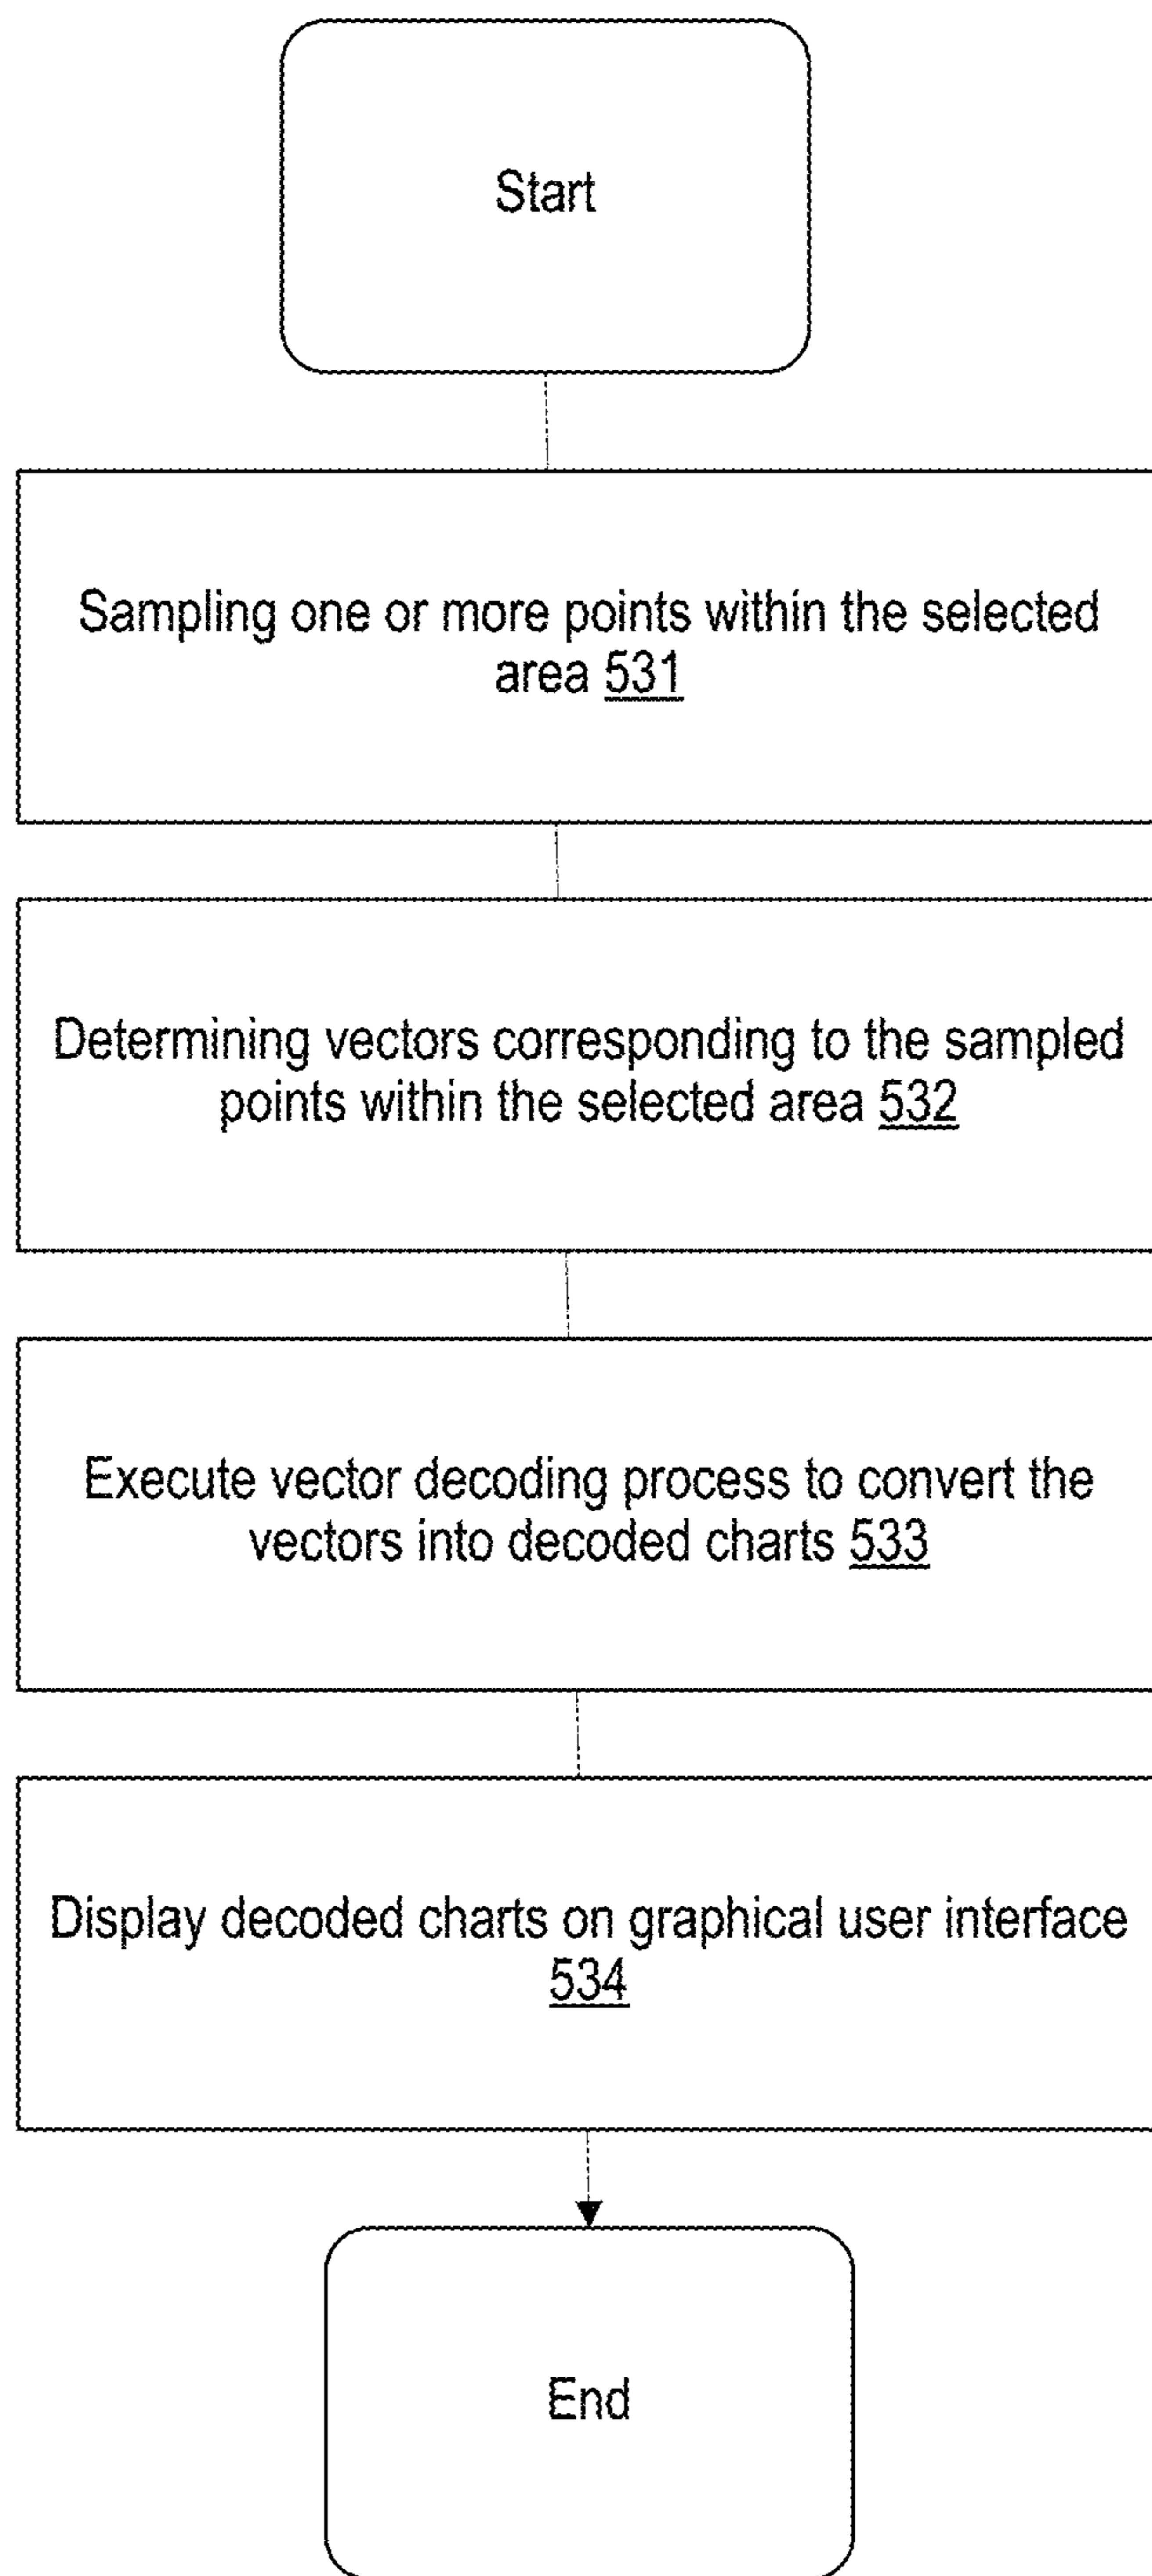 Start
Sampling one or more points within the selected
area 531
Determining vectors corresponding to the sampled
points within the selected area 532
Execute vector decoding process to convert the
vectors into decoded charts 533
Display decoded charts on graphical user interface
534
End